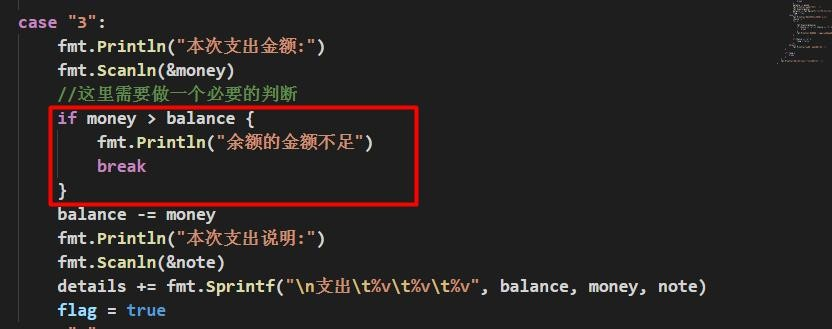 case "3":
    fmt.Println("本次支出金额:")
    fmt.Scanln(&money)
    //这里需要做一个必要的判断
    if money > balance {
        fmt.Println("余额的金额不足")
        break
    }
    balance -= money
    fmt.Println("本次支出说明:")
    fmt.Scanln(&note)
    details += fmt.Sprintf("\n支出\t%v\t%v\t%v", balance, money, note)
    flag = true